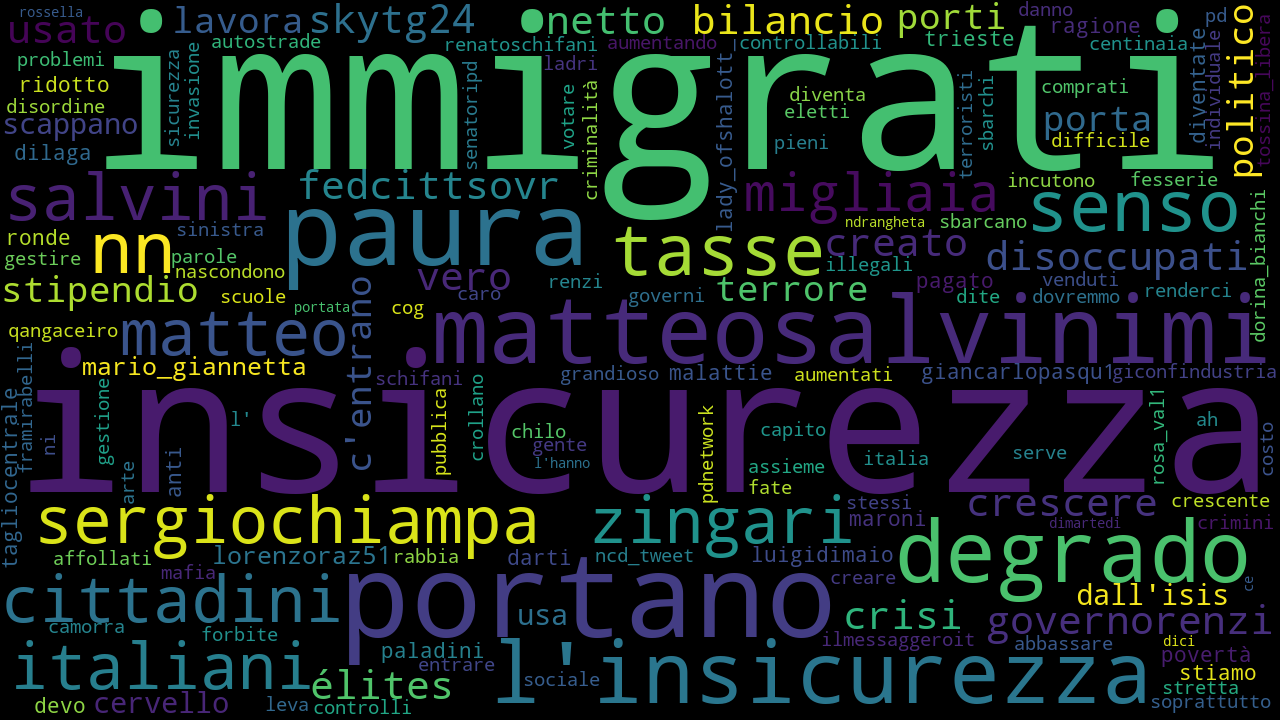 rossella
usato
lavora
skytg24
netto
bilancio
porti
danno
ragione
pd
politico
tossina_libera
individuale
diventate
autostrade
renatoschifani
aumentando
controllabili
trieste
centinaia
problemi
ridotto
disordine
scappano
dilaga
sicurezza
invasione
immigrati
senatoripd
ladri
votare
criminalità
lady_ofshalott
diventa
eletti
pieni
terroristi
sbarchi
comprati
porta
difficile
salvini
fedcittsovr
paura
migliaia
incutono
fesserie
senso
ndrangheta
sbarcano
ronde
gestire
nn
sinistra
parole
nascondono
tasse
creato
disoccupati
illegali
dorina_bianchi
stipendio
scuole
portata
c'entrano
vero
caro
cog
renzi
governi
terrore
pagato
dite
venduti
dovremmo
renderci
qangaceiro
matteo
matteosalvinimi
mario_giannetta
schifani
grandioso
malattie
aumentati
giancarlopasqu1
giconfindustria
tagliocentrale
framirabelli
ni
gestione
arte
anti
l'
insicurezza
pubblica
crollano
chilo
gente
l'hanno
pdnetwork
capito
assieme
fate
italia
serve
rosa_val1
ah
costo
sergiochiampa
zingari
stessi
maroni
crescere
dimartedi
crescente
crimini
affollati
mafia
lorenzoraz51
rabbia
darti
ncd_tweet
luigidimaio
creare
degrado
ce
cittadini
portano
usa
crisi
dall'isis
governorenzi
camorra
forbite
paladini
entrare
sociale
l'insicurezza
ilmessaggeroit
abbassare
dici
povertà
stiamo
stretta
soprattutto
italiani
élites
devo
cervello
leva
controlli